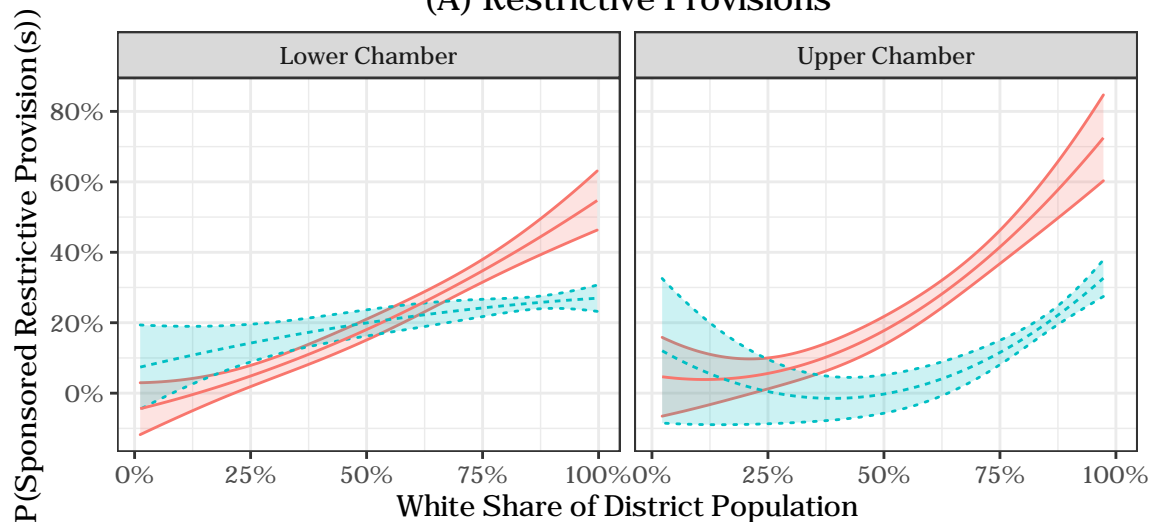 (A) Restrictive Provisions
Lower Chamber
Upper Chamber
P(Sponsored Restrictive Provision(s))
80%
60%
40%
20%
0%
0% 25% 50% 75% 100%
0% 25% 50% 75% 100%
White Share of District Population